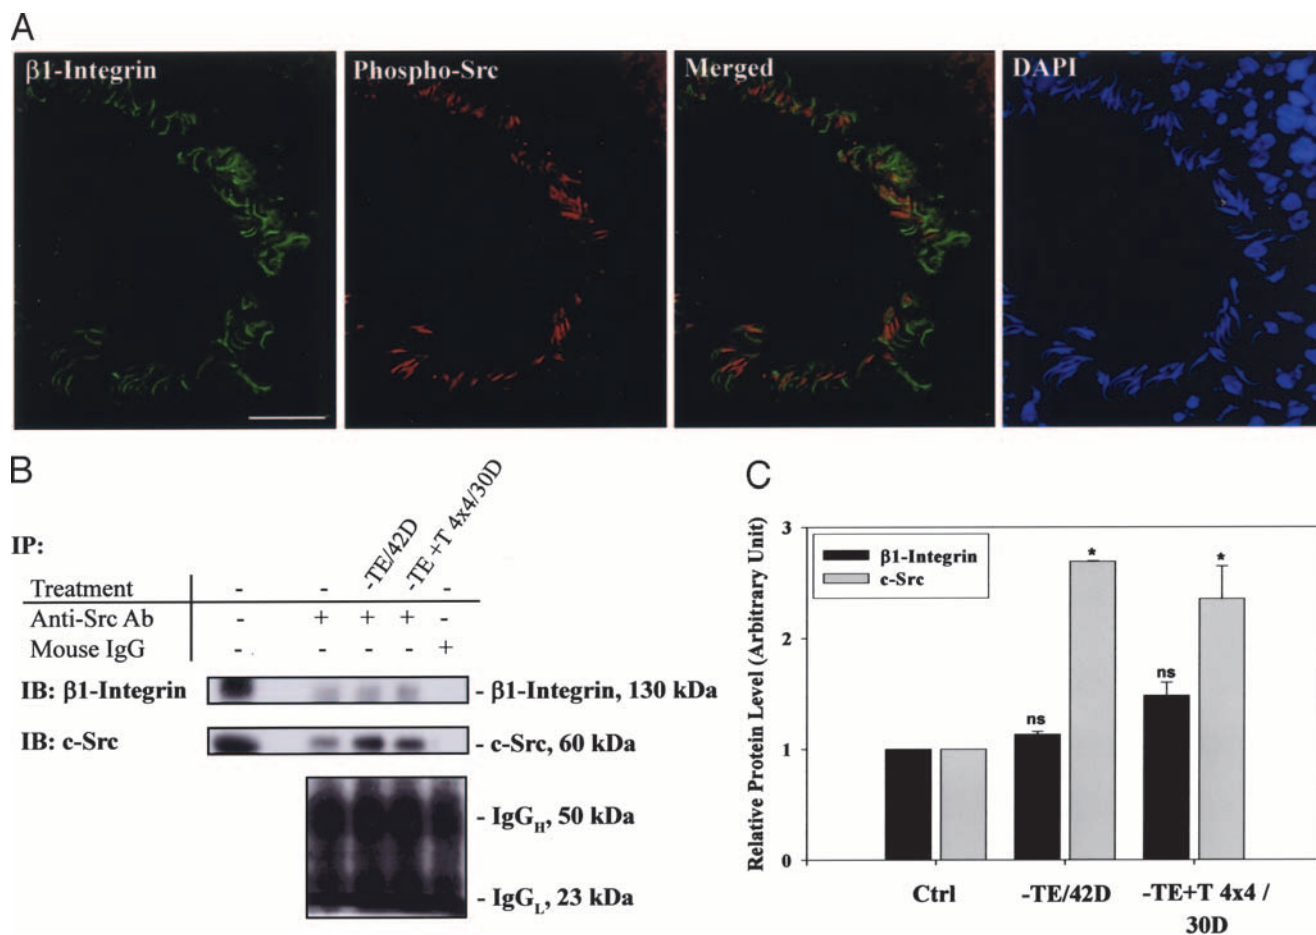 A
β1-Integrin
Phospho-Src
Merged
DAPI
B
IP:
-TE/42D
-TE +T 4x4/30D
Treatment - - -
Anti-Src Ab - + + + -
Mouse IgG - - - - +
IB: β1-Integrin
- β1-Integrin, 130 kDa
IB: c-Src
- c-Src, 60 kDa
- IgGH, 50 kDa
- IgGL, 23 kDa
C
Relative Protein Level (Arbitrary Unit)
3
2
1
0
β1-Integrin
c-Src
ns
*
ns
*
Ctrl
-TE/42D
-TE+T 4x4 /
30D